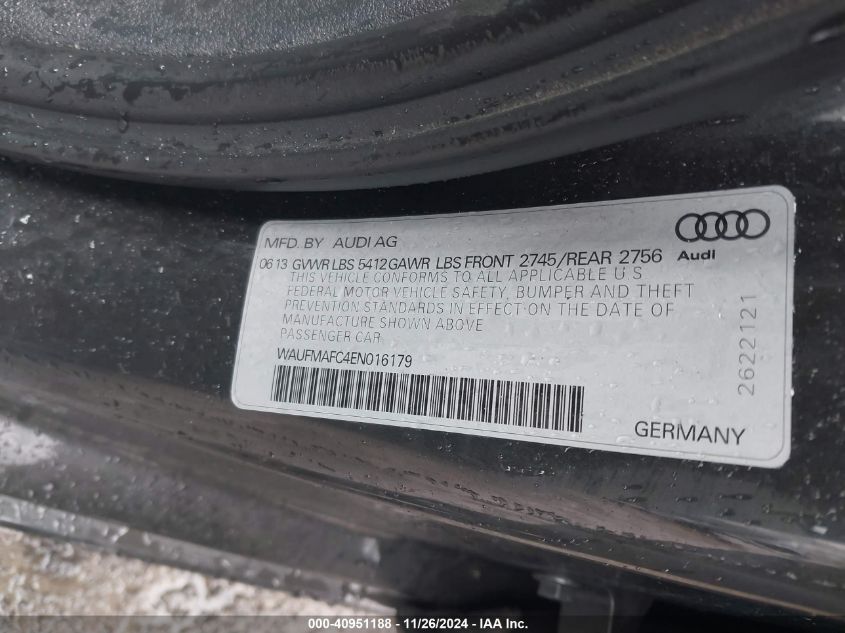 MFD. BY AUDI AG
06 13 GVWR LBS 5412 GAWR LBS FRONT 2745/REAR 2756
THIS VEHICLE CONFORMS TO ALL APPLICABLE U S
FEDERAL MOTOR VEHICLE SAFETY, BUMPER AND THEFT
PREVENTION STANDARDS IN EFFECT ON THE DATE OF
MANUFACTURE SHOWN ABOVE
PASSENGER CAR
WAUFMAFC4EN016179
Audi
2622121
GERMANY
000-40951188 - 11/26/2024 - IAA Inc.